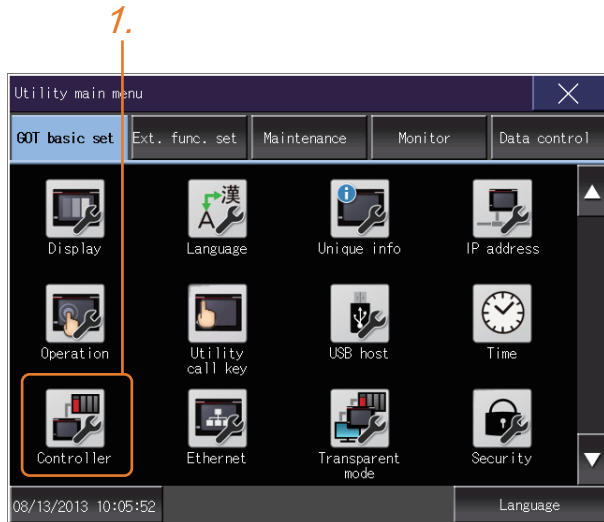 1.
Utility main menu
GOT basic set
Ext. func. set
Maintenance
Monitor
Data control
漢
A
i
Display
Language
Unique info
IP address
Operation
Utility
call key
USB host
Time
Controller
Ethernet
Transparent
mode
Security
08/13/2013 10:05:52
Language